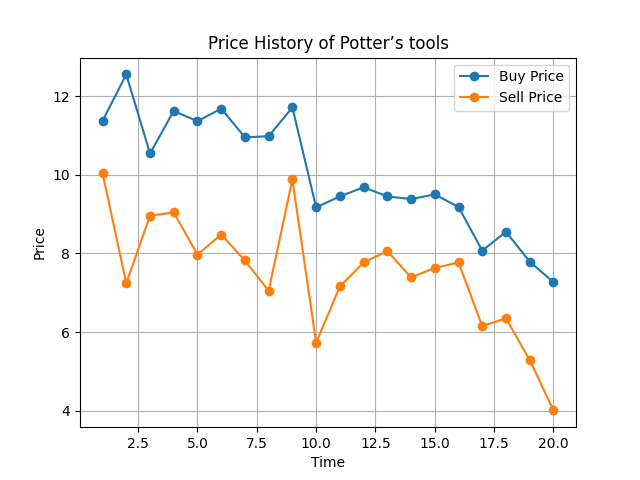 Price History of Potter’s tools
Buy Price
Sell Price
12
10
8
6
4
Price
2.5 5.0 7.5 10.0 12.5 15.0 17.5 20.0
Time